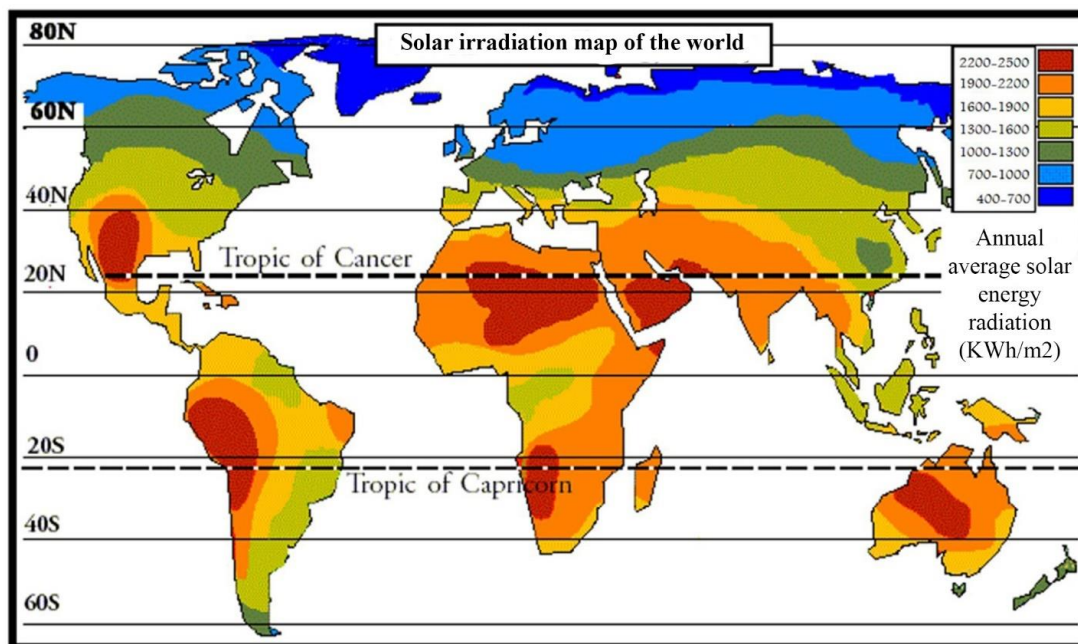 80N
Solar irradiation map of the world
2200-2500
1900-2200
1600-1900
1300-1600
1000-1300
700-1000
400-700
60N
40N
Annual
average solar
energy
radiation
(KWh/m2)
Tropic of Cancer
20N
0
20S
Tropic of Capricorn
40S
60S